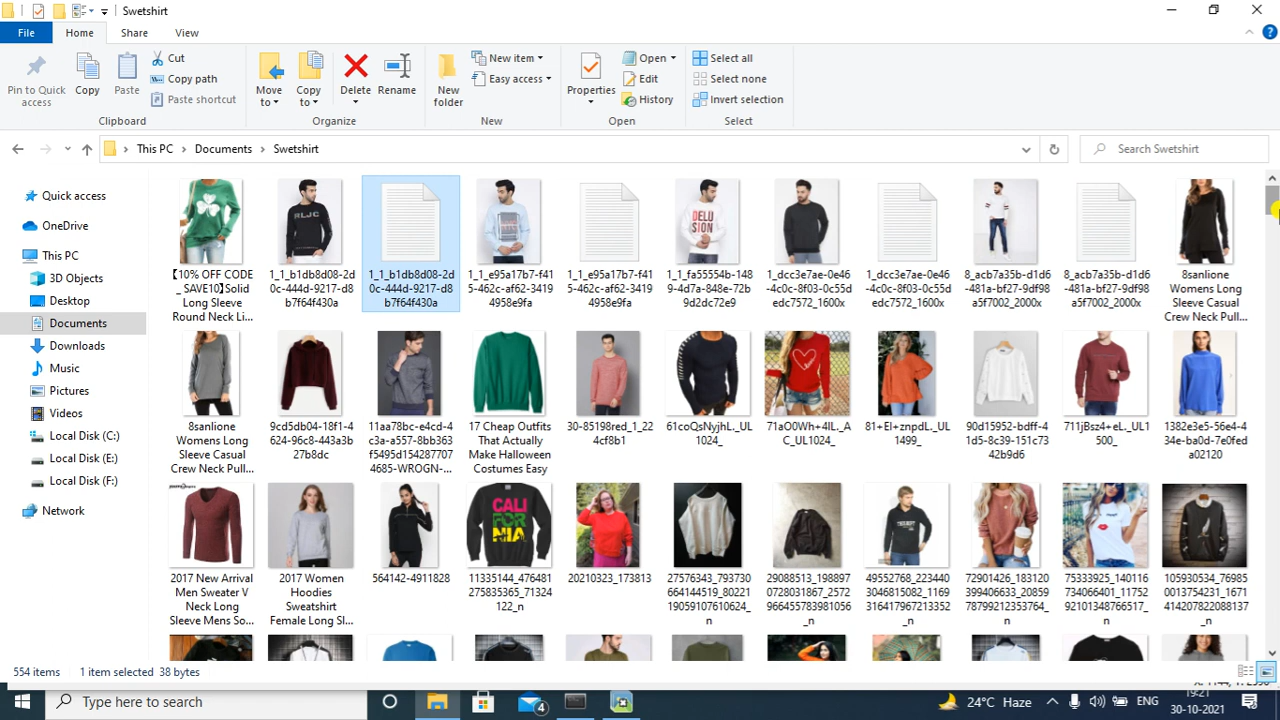 Swetshirt
File
Home
Share
View
Pin to Quick
access
Copy
Paste
Cut
Copy path
Paste shortcut
Clipboard
Move
to
Copy
to
Delete
Rename
Organize
New
folder
New item
Easy access
New
Properties
Open
Edit
History
Open
Select all
Select none
Invert selection
Select
This PC
Documents
Swetshirt
Search Swetshirt
Quick access
OneDrive
This PC
3D Objects
Desktop
Documents
Downloads
Music
Pictures
Videos
Local Disk (C:)
Local Disk (E:)
Local Disk (F:)
Network
RLJC
DELU
SION
【10% OFF CODE
_ SAVE10】Solid
Long Sleeve
Round Neck Li...
1_1_b1db8d08-2d
0c-444d-9217-d8
b7f64f430a
1_1_b1db8d08-2d
0c-444d-9217-d8
b7f64f430a
1_1_e95a17b7-f41
5-462c-af62-3419
4958e9fa
1_1_e95a17b7-f41
5-462c-af62-3419
4958e9fa
1_1_fa5554b-148
9-4d7a-848e-72b
9d2dc72e9
1_dcc3e7ae-0e46
-4c0c-8f03-0c55d
edc7572_1600x
1_dcc3e7ae-0e46
-4c0c-8f03-0c55d
edc7572_1600x
8_acb7a35b-d1d6
-481a-bf27-9df98
a5f7002_2000x
8_acb7a35b-d1d6
-481a-bf27-9df98
a5f7002_2000x
8sanlione
Womens Long
Sleeve Casual
Crew Neck Pull...
8sanlione
Womens Long
Sleeve Casual
Crew Neck Pull...
9cd5db04-18f1-4
624-96c8-443a3b
27b8dc
11aa78bc-e4cd-4
c3a-a557-8bb363
f5495d154287707
4685-WROGN-...
17 Cheap Outfits
That Actually
Make Halloween
Costumes Easy
30-85198red_1_22
4cf8b1
61coQsNyjhL._UL
1024_
71aO0Wh+4IL._A
C_UL1024_
81+EI+znpdL._UL
1499_
90d15952-bdff-4
1d5-8c39-151c73
42b9d6
711jBsz4+eL._UL1
500_
1382e3e5-56e4-4
34e-ba0d-7e0fed
a02120
CALI
FOR
NIA
2017 New Arrival
Men Sweater V
Neck Long
Sleeve Mens So...
2017 Women
Hoodies
Sweatshirt
Female Long Sl...
564142-4911828
11335144_476481
275835365_71324
122_n
20210323_173813
27576343_793730
664144519_80221
19059107610624_
n
29088513_198897
0728031867_2572
966455783981056
_n
49552768_223440
3046815082_1169
316417967213352
_n
72901426_183120
399406633_20859
78799212353764_
n
75333925_140116
734066401_11752
92101348766517_
n
105930534_76985
0013754231_1671
414207822088137
_n
554 items
1 item selected 38 bytes
Type here to search
4
24°C Haze
ENG
19:21
30-10-2021